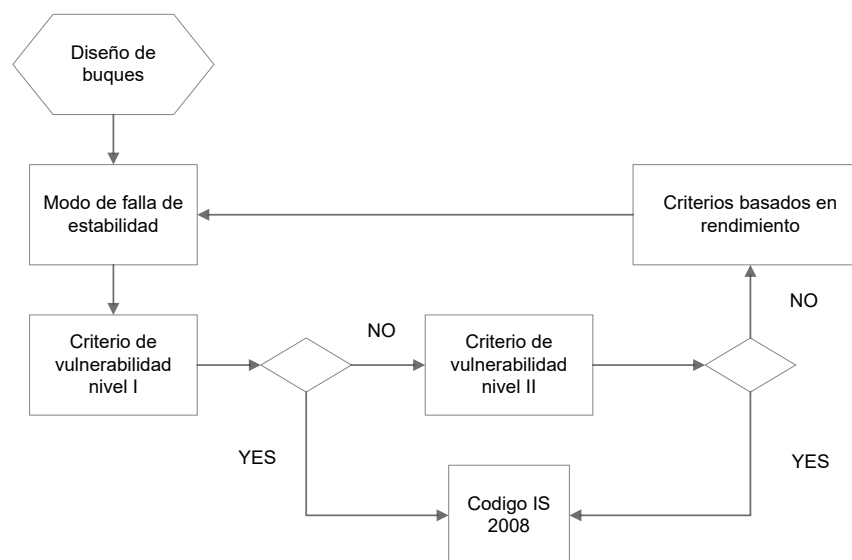 Diseño de
buques
Modo de falla de
estabilidad
Criterios basados en
rendimiento
NO
Criterio de
vulnerabilidad
nivel I
NO
Criterio de
vulnerabilidad
nivel II
YES
YES
Codigo IS
2008